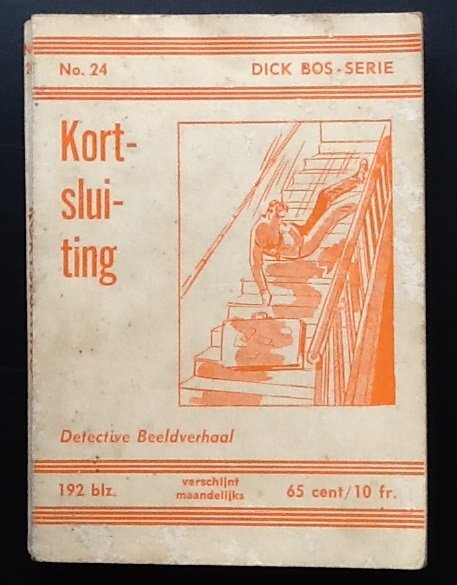 No. 24 DICK BOS - SERIE
Kort-
slui-
ting
Detective Beeldverhaal
192 blz. verschijnt maandelijks 65 cent/10 fr.